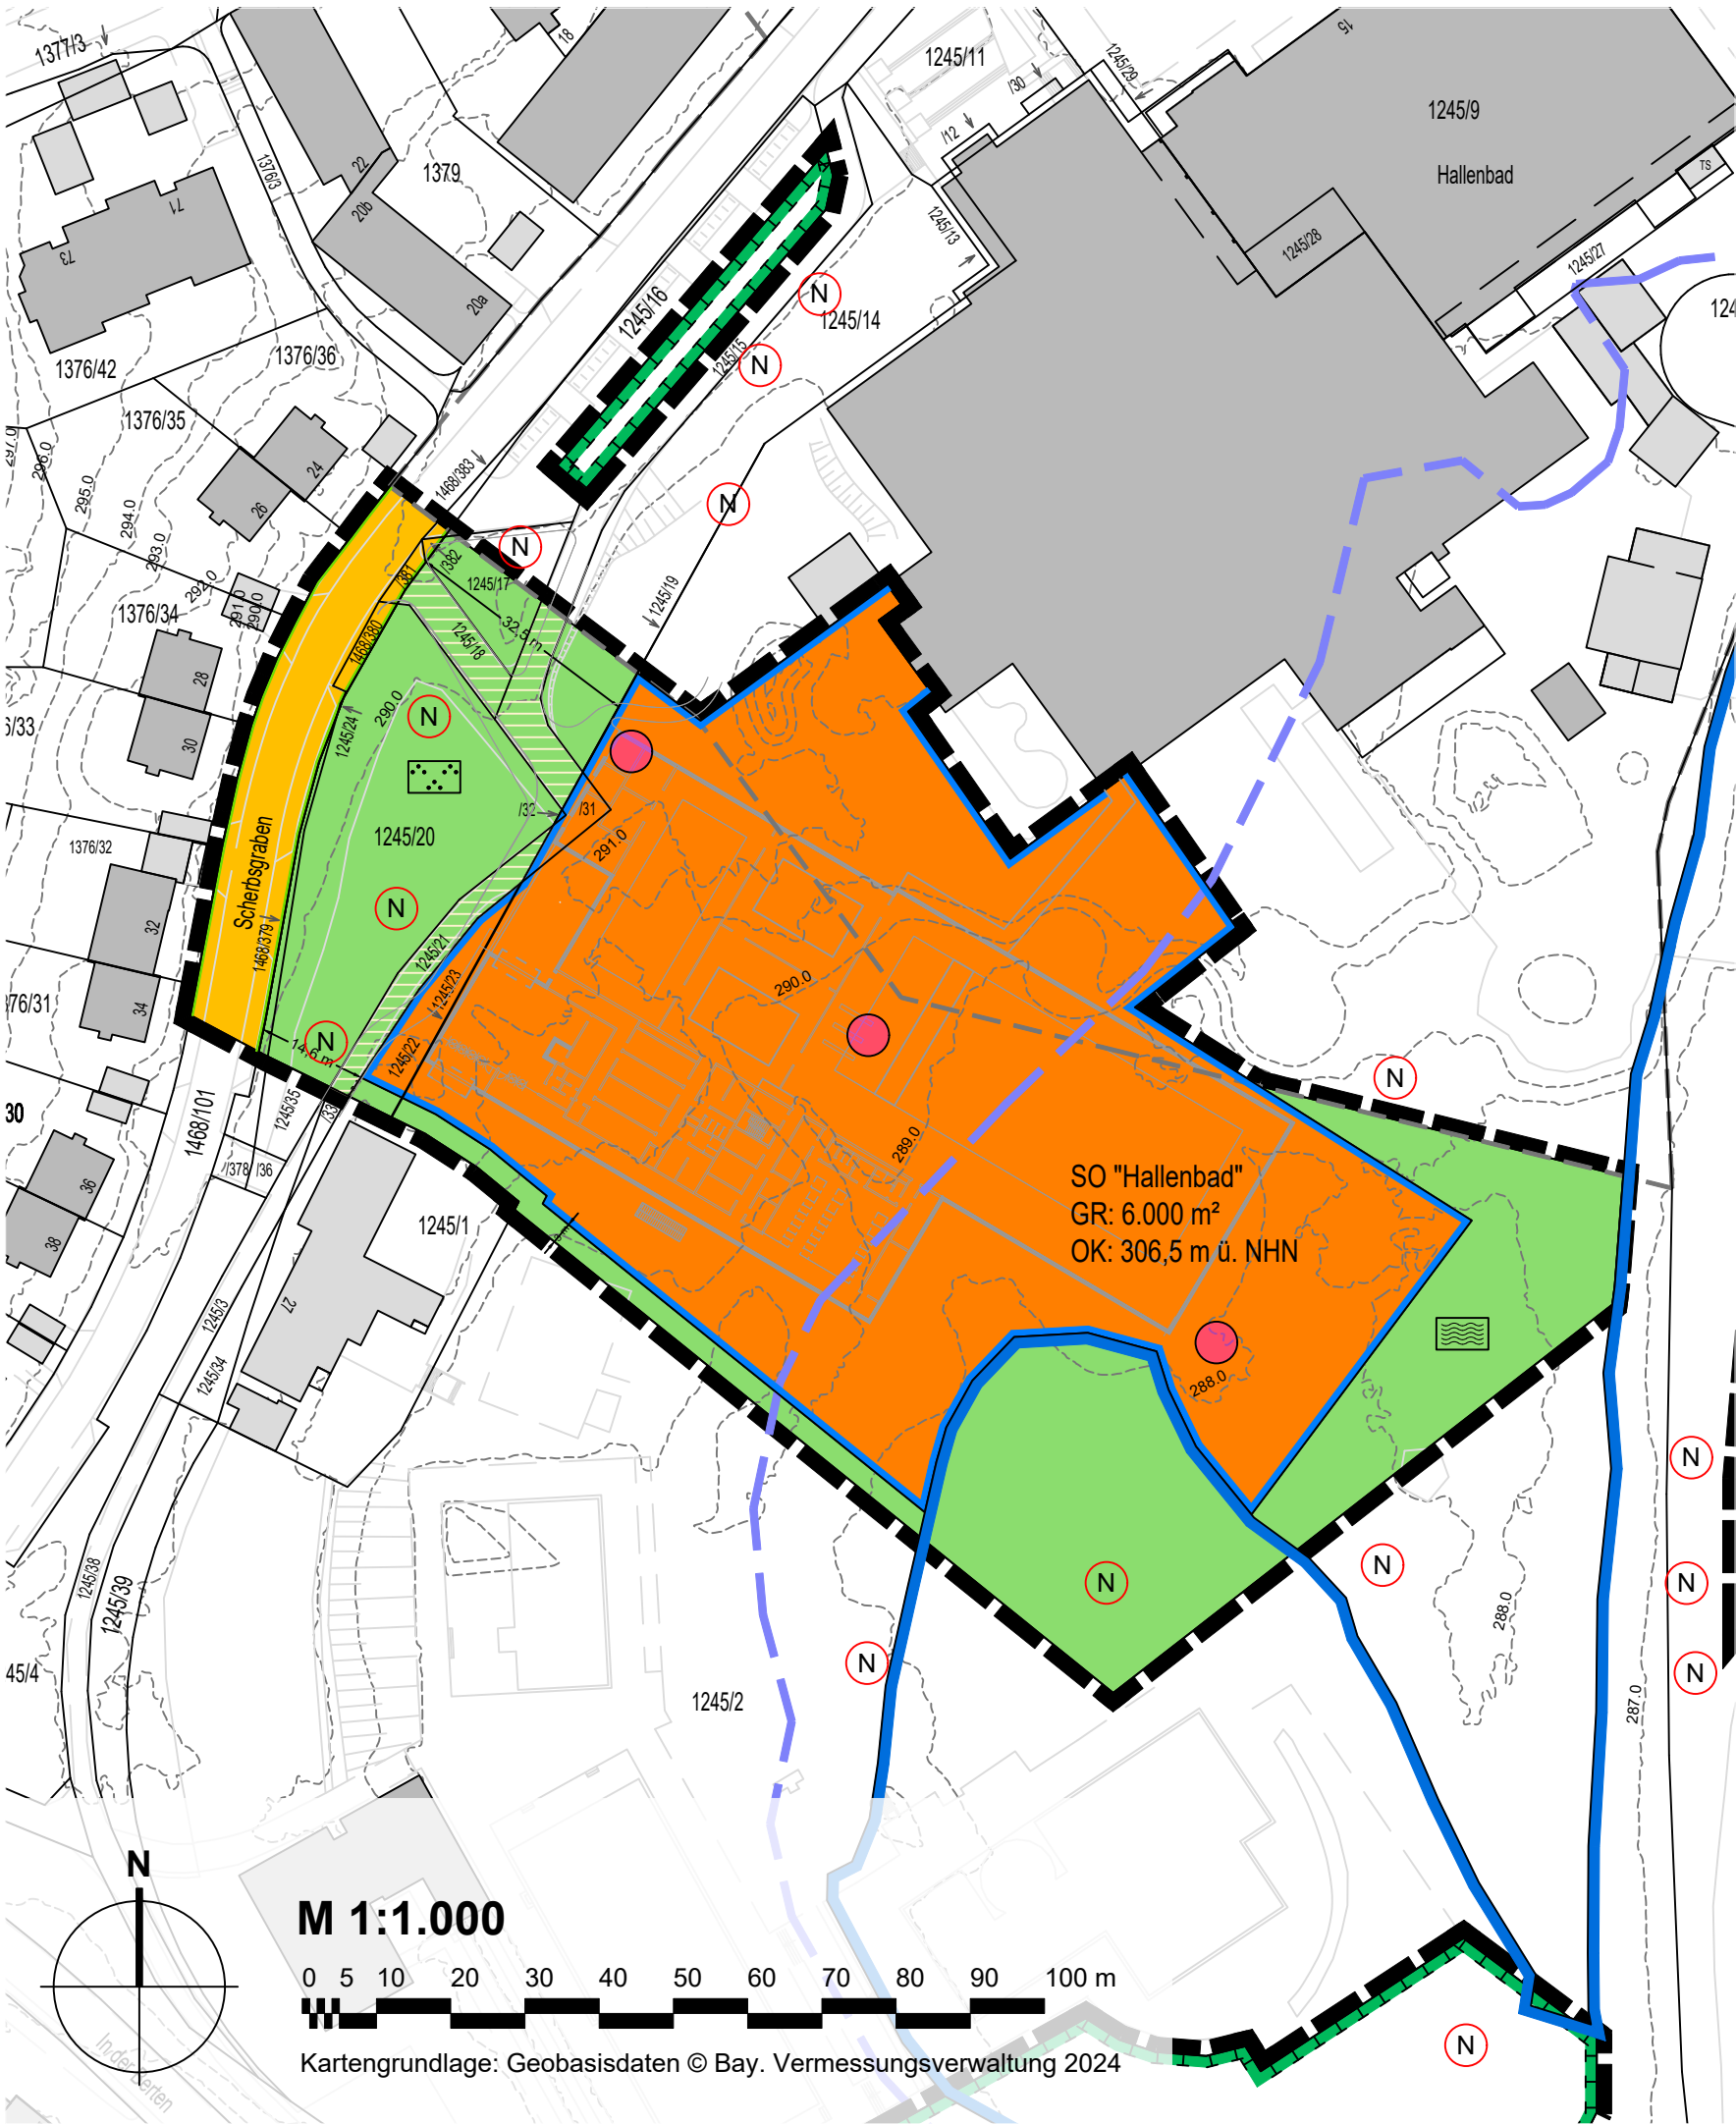 1377/3
18
1245/11
1245/29
15
/30
/12
1245/9
Hallenbad
TS
1376/3
22
1379
20b
71
73
20a
1245/13
1245/28
1245/27
124
1245/16
1245/14
1245/15
N
N
1376/42
1376/36
1376/35
297.0
296.0
295.0
294.0
293.0
292.0
291.0
290.0
24
26
1468/383
N
N
/382
/381
1245/17
1245/19
1376/34
32,5 m
1245/18
1468/380
28
30
290.0
N
1245/24
6/33
1376/32
/32
/31
1245/20
291.0
Scherbsgraben
32
34
N
1468/379
1245/21
1245/23
290.0
76/31
N
14,6 m
1245/22
N
30
1468/101
1245/35
/33
289.0
/378
/36
36
38
1245/1
SO "Hallenbad"
GR: 6.000 m²
OK: 306,5 m ü. NHN
27
1245/3
1245/34
288.0
N
1245/38
1245/39
N
N
N
288.0
N
45/4
N
1245/2
287.0
N
M 1:1.000
0 5 10 20 30 40 50 60 70 80 90 100 m
Kartengrundlage: Geobasisdaten © Bay. Vermessungsverwaltung 2024
N